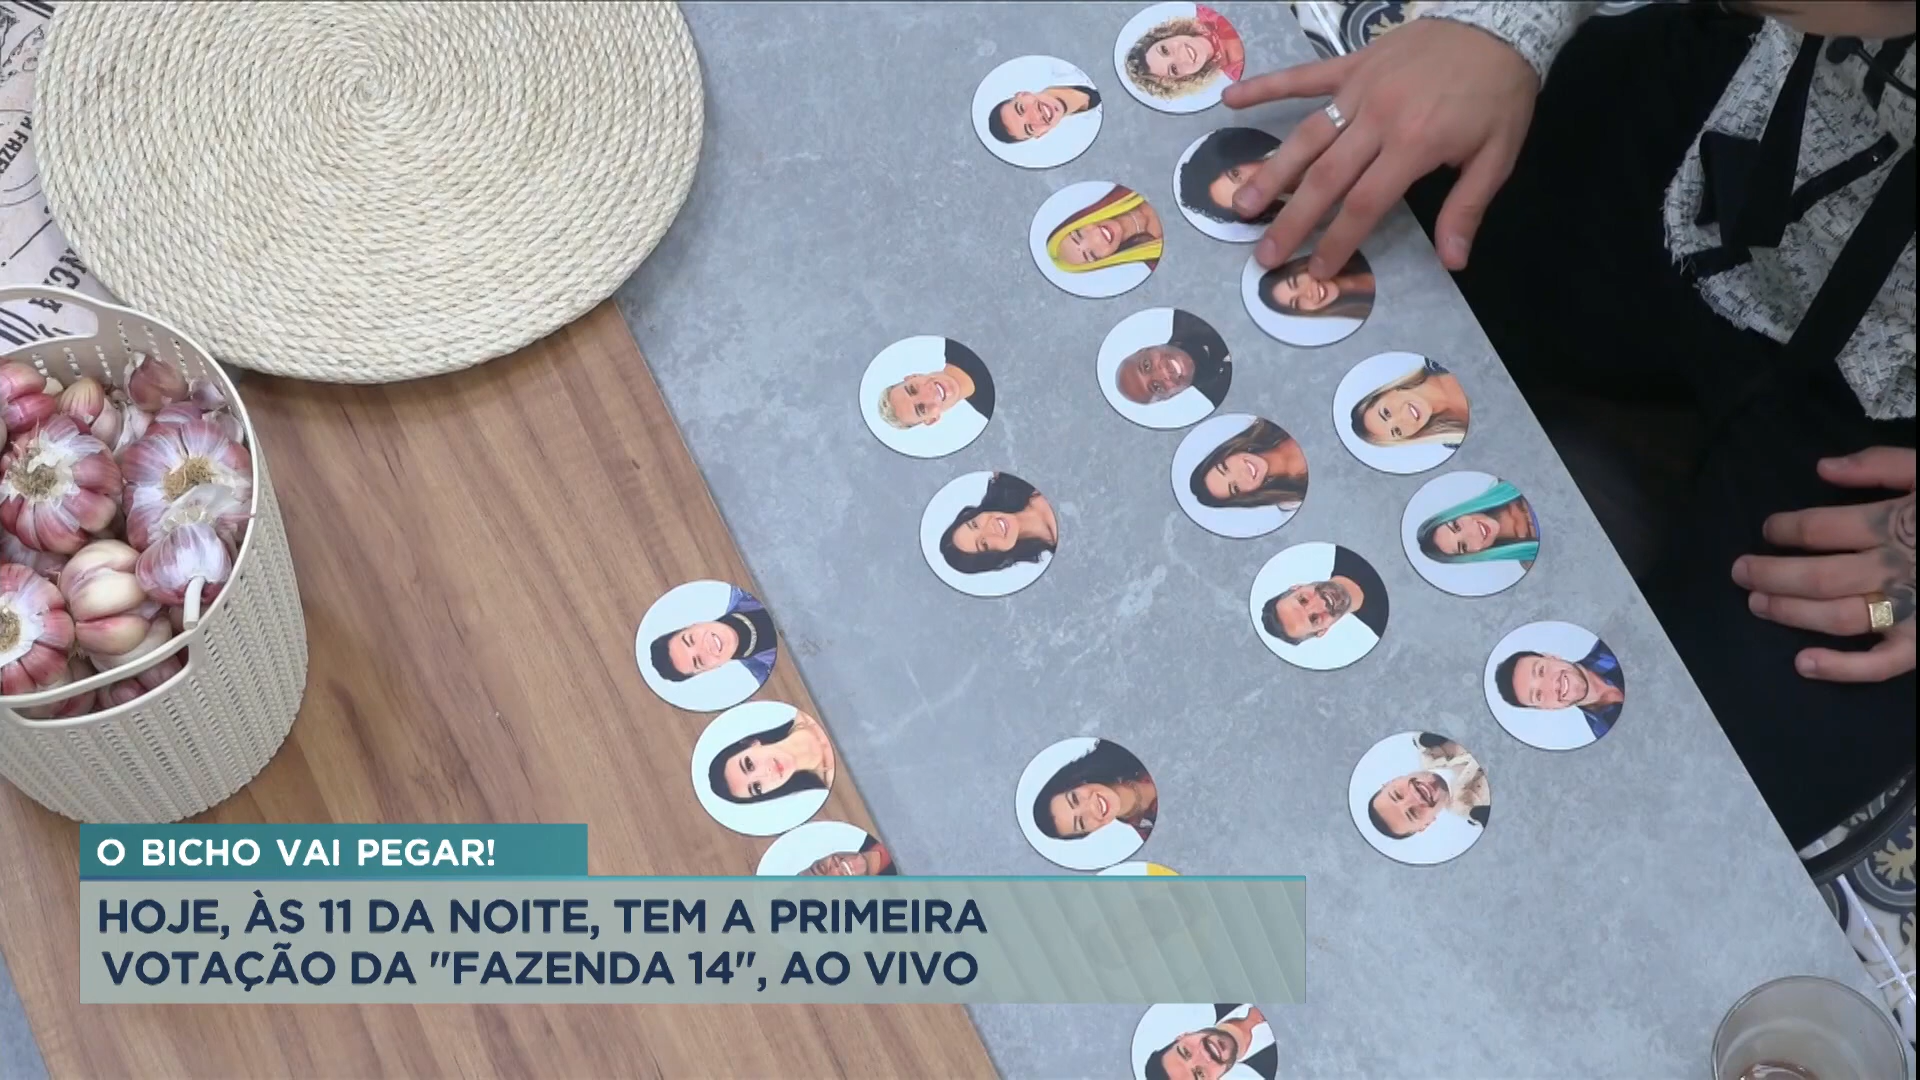 O BICHO VAI PEGAR!
HOJE, ÀS 11 DA NOITE, TEM A PRIMEIRA
VOTAÇÃO DA "FAZENDA 14", AO VIVO